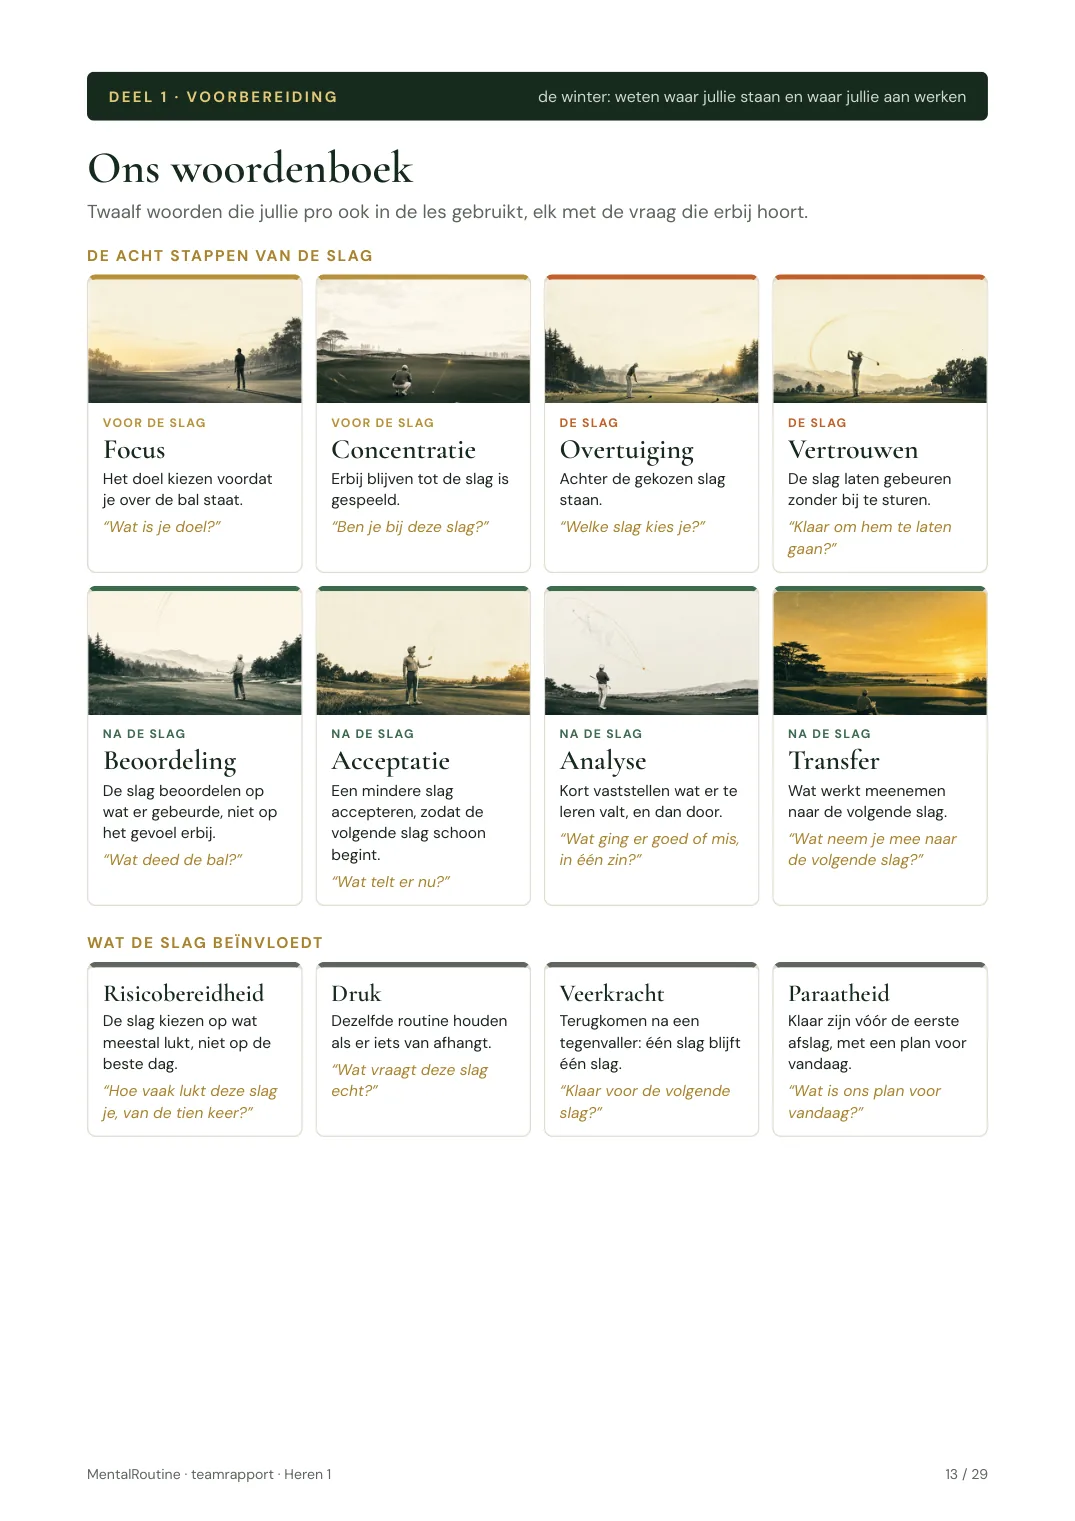 DEEL 1 · VOORBEREIDING
de winter: weten waar jullie staan en waar jullie aan werken
Ons woordenboek
Twaalf woorden die jullie pro ook in de les gebruikt, elk met de vraag die erbij hoort.
DE ACHT STAPPEN VAN DE SLAG
VOOR DE SLAG
Focus
Het doel kiezen voordat
je over de bal staat.
“Wat is je doel?”
VOOR DE SLAG
Concentratie
Erbij blijven tot de slag is
gespeeld.
“Ben je bij deze slag?”
DE SLAG
Overtuiging
Achter de gekozen slag
staan.
“Welke slag kies je?”
DE SLAG
Vertrouwen
De slag laten gebeuren
zonder bij te sturen.
“Klaar om hem te laten
gaan?”
NA DE SLAG
Beoordeling
De slag beoordelen op
wat er gebeurde, niet op
het gevoel erbij.
“Wat deed de bal?”
NA DE SLAG
Acceptatie
Een mindere slag
accepteren, zodat de
volgende slag schoon
begint.
“Wat telt er nu?”
NA DE SLAG
Analyse
Kort vaststellen wat er te
leren valt, en dan door.
“Wat ging er goed of mis,
in één zin?”
NA DE SLAG
Transfer
Wat werkt meenemen
naar de volgende slag.
“Wat neem je mee naar
de volgende slag?”
WAT DE SLAG BEÏNVLOEDT
Risicobereidheid
De slag kiezen op wat
meestal lukt, niet op de
beste dag.
“Hoe vaak lukt deze slag
je, van de tien keer?”
Druk
Dezelfde routine houden
als er iets van afhangt.
“Wat vraagt deze slag
echt?”
Veerkracht
Terugkomen na een
tegenvaller: één slag blijft
één slag.
“Klaar voor de volgende
slag?”
Paraatheid
Klaar zijn vóór de eerste
afslag, met een plan voor
vandaag.
“Wat is ons plan voor
vandaag?”
MentalRoutine · teamrapport · Heren 1
13 / 29